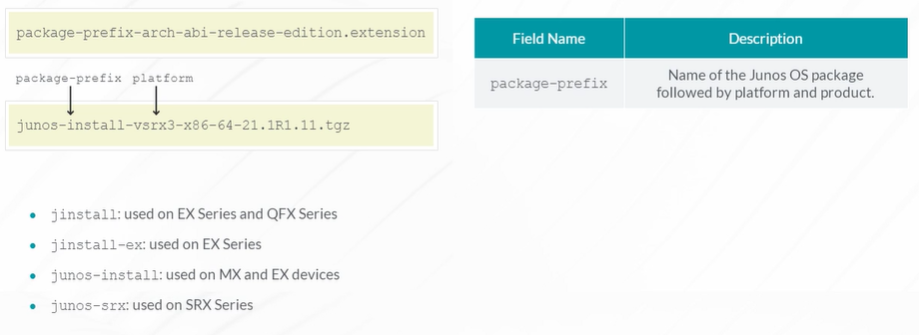 package-prefix-arch-abi-release-edition.extension
package-prefix platform
junos-install-vsrx3-x86-64-21.1R1.11.tgz
• jinstall: used on EX Series and QFX Series
• jinstall-ex: used on EX Series
• junos-install: used on MX and EX devices
• junos-srx: used on SRX Series
Field Name Description
package-prefix Name of the Junos OS package
followed by platform and product.